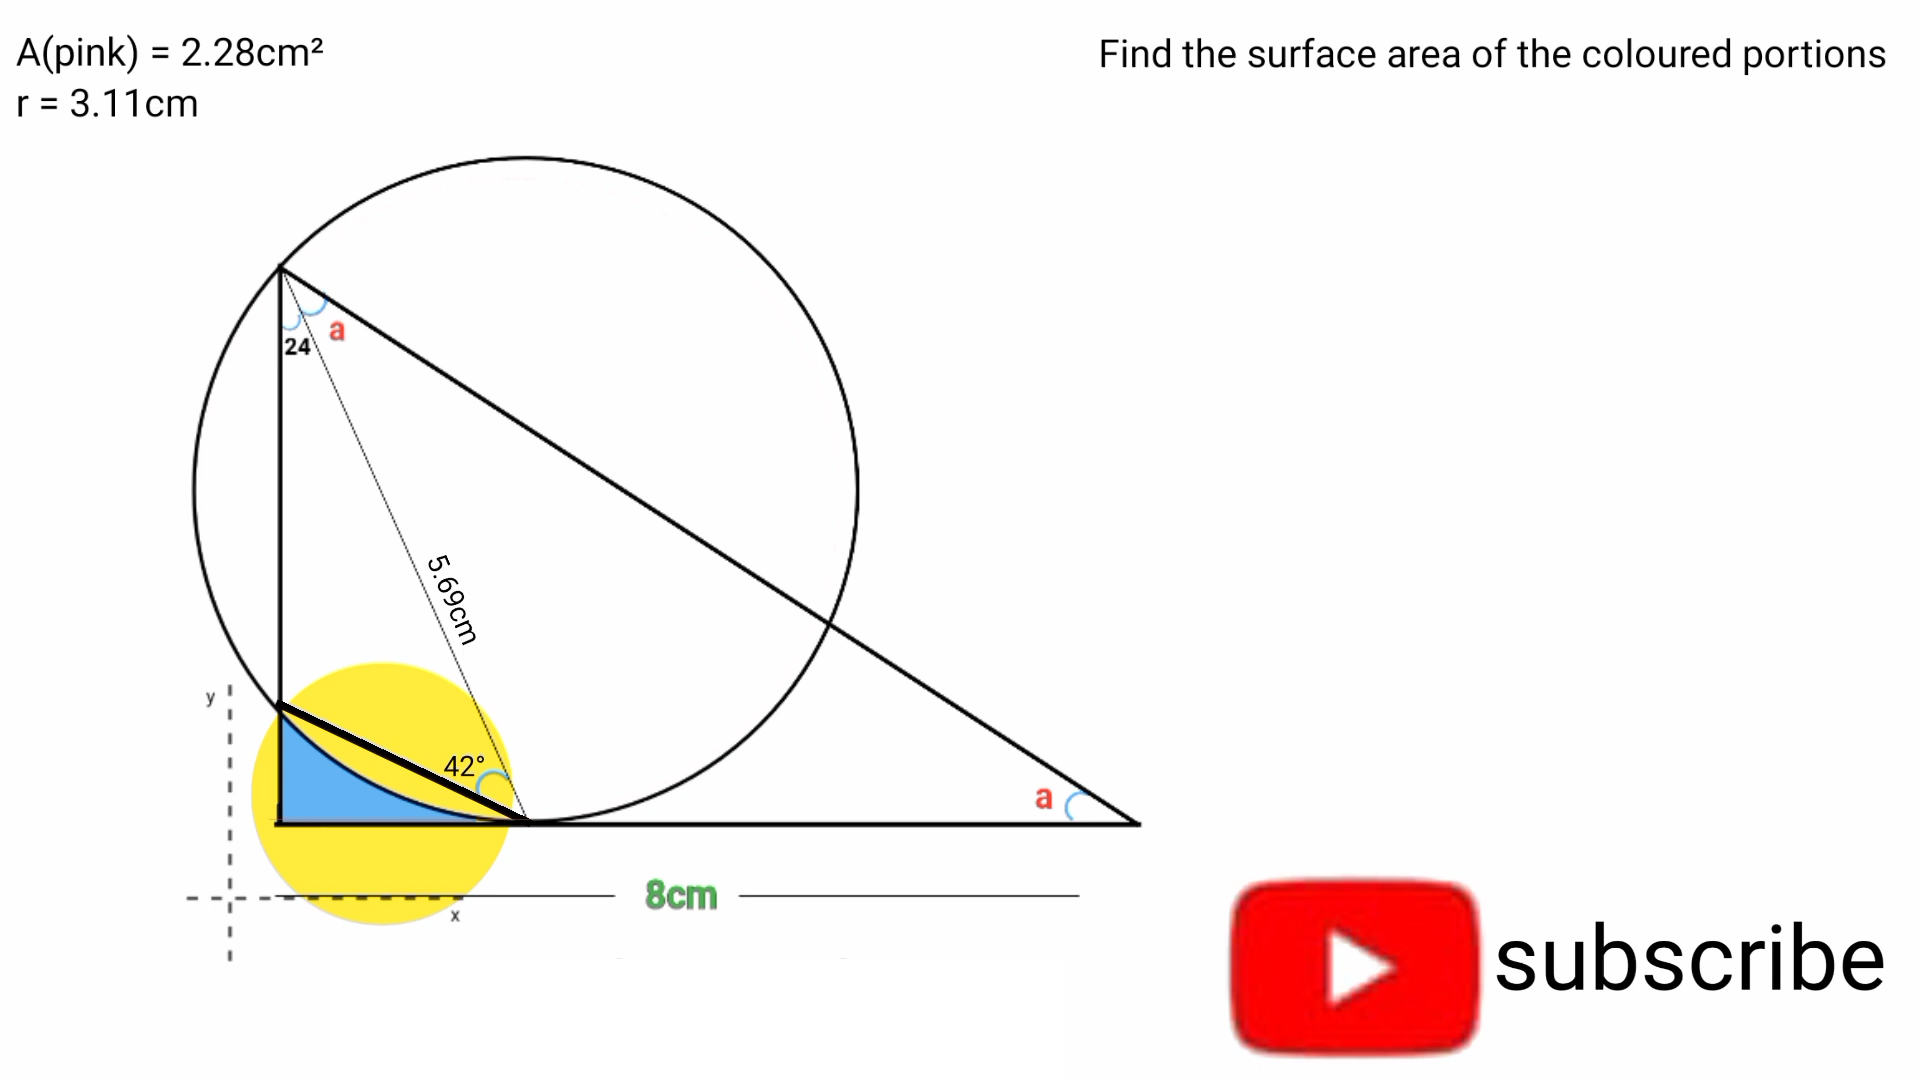 A(pink) = 2.28cm²
Find the surface area of the coloured portions
r = 3.11cm
a
24
5.69cm
y
42°
a
8cm
x
subscribe